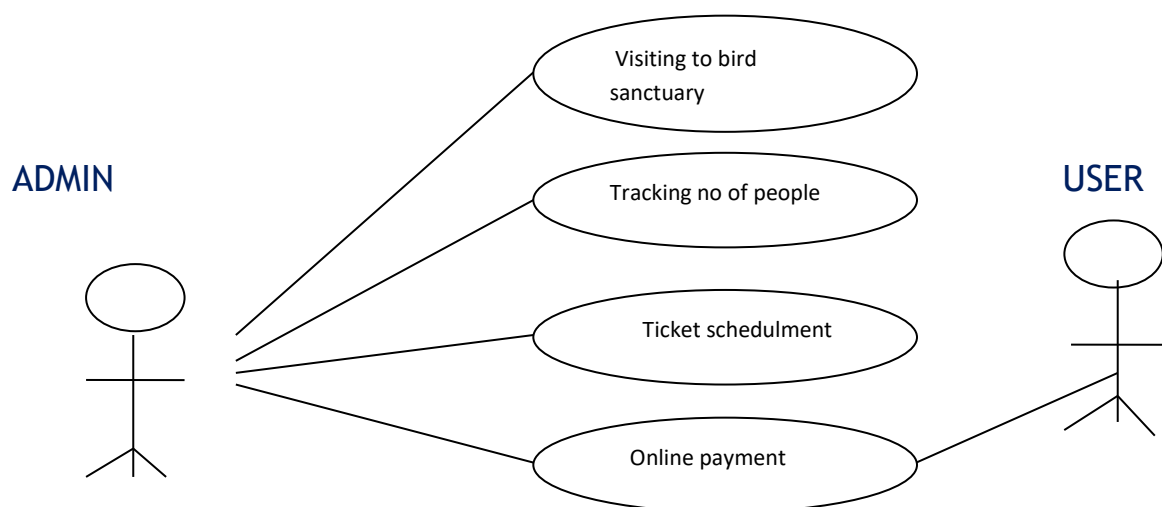 Visiting to bird
sanctuary
ADMIN
USER
Tracking no of people
Ticket schedulment
Online payment